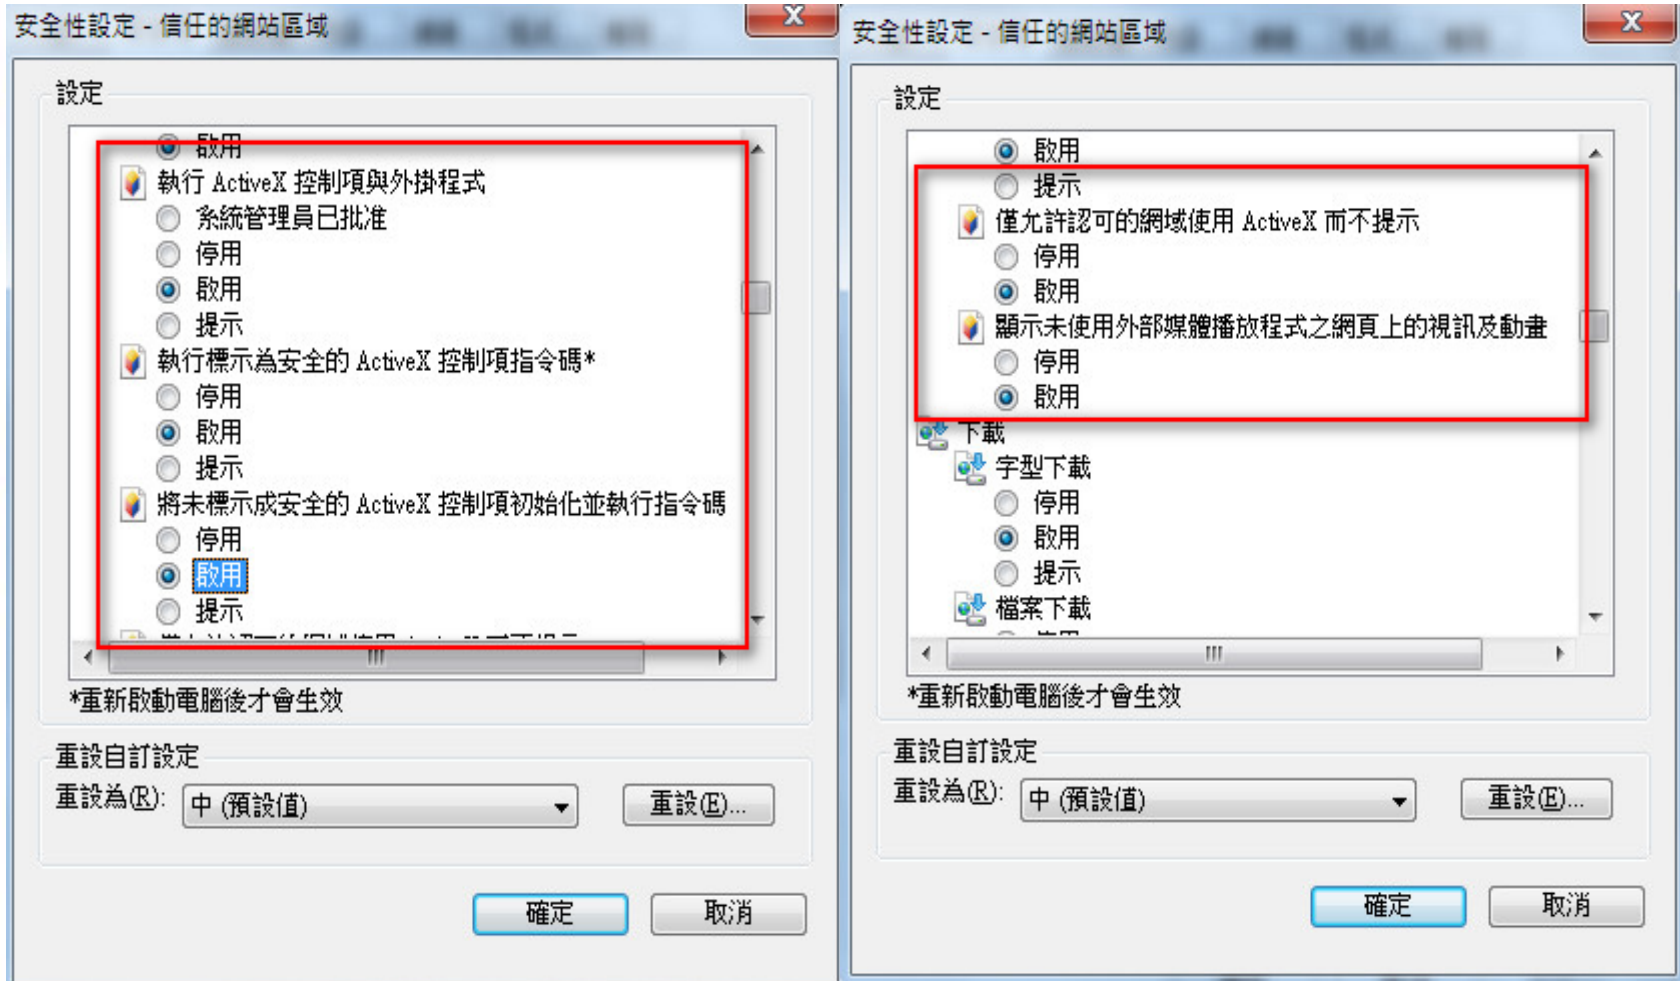 安全性設定 - 信任的網站區域
設定
啟用
執行 ActiveX 控制項與外掛程式
系統管理員已批准
停用
啟用
提示
執行標示為安全的 ActiveX 控制項指令碼*
停用
啟用
提示
將未標示成安全的 ActiveX 控制項初始化並執行指令碼
停用
啟用
提示
*重新啟動電腦後才會生效
重設自訂設定
重設為(R):
中 (預設值)
重設(E)...
確定
取消
安全性設定 - 信任的網站區域
設定
啟用
提示
僅允許認可的網域使用 ActiveX 而不提示
停用
啟用
顯示未使用外部媒體播放程式之網頁上的視訊及動畫
停用
啟用
下載
字型下載
停用
啟用
提示
檔案下載
*重新啟動電腦後才會生效
重設自訂設定
重設為(R):
中 (預設值)
重設(E)...
確定
取消